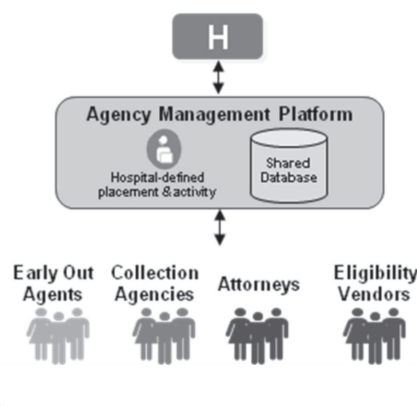 H
Agency Management Platform
Hospital-defined
placement & activity
Shared
Database
Early Out
Agents
Collection
Agencies
Attorneys
Eligibility
Vendors